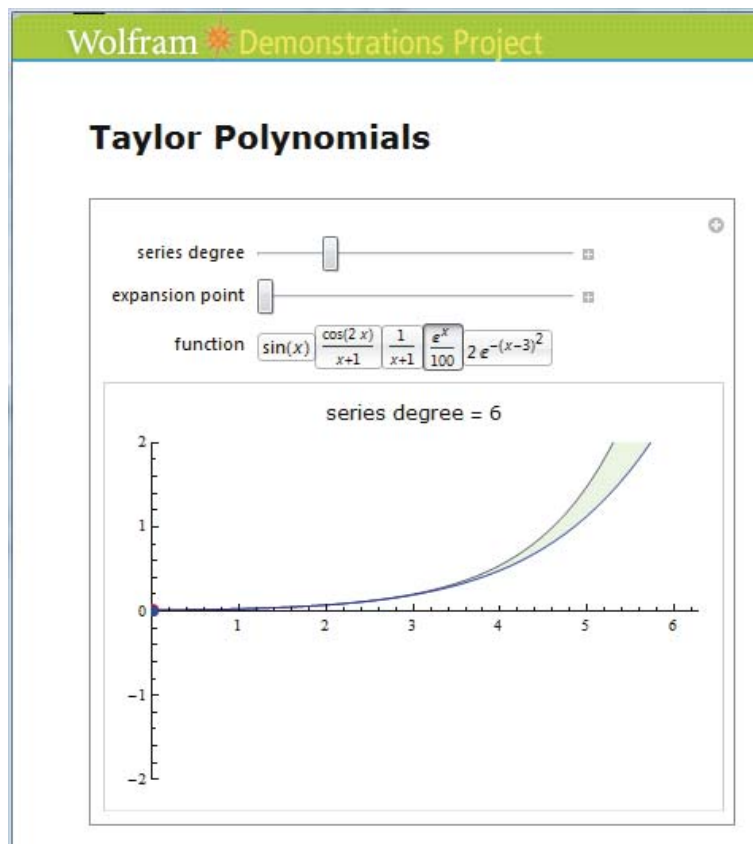 Wolfram Demonstrations Project
Taylor Polynomials
series degree
expansion point
function sin(x) cos(2 x)/x+1 1/x+1 e^x/100 2 e^-(x-3)^2
series degree = 6
2
1
0
1 2 3 4 5 6
-1
-2